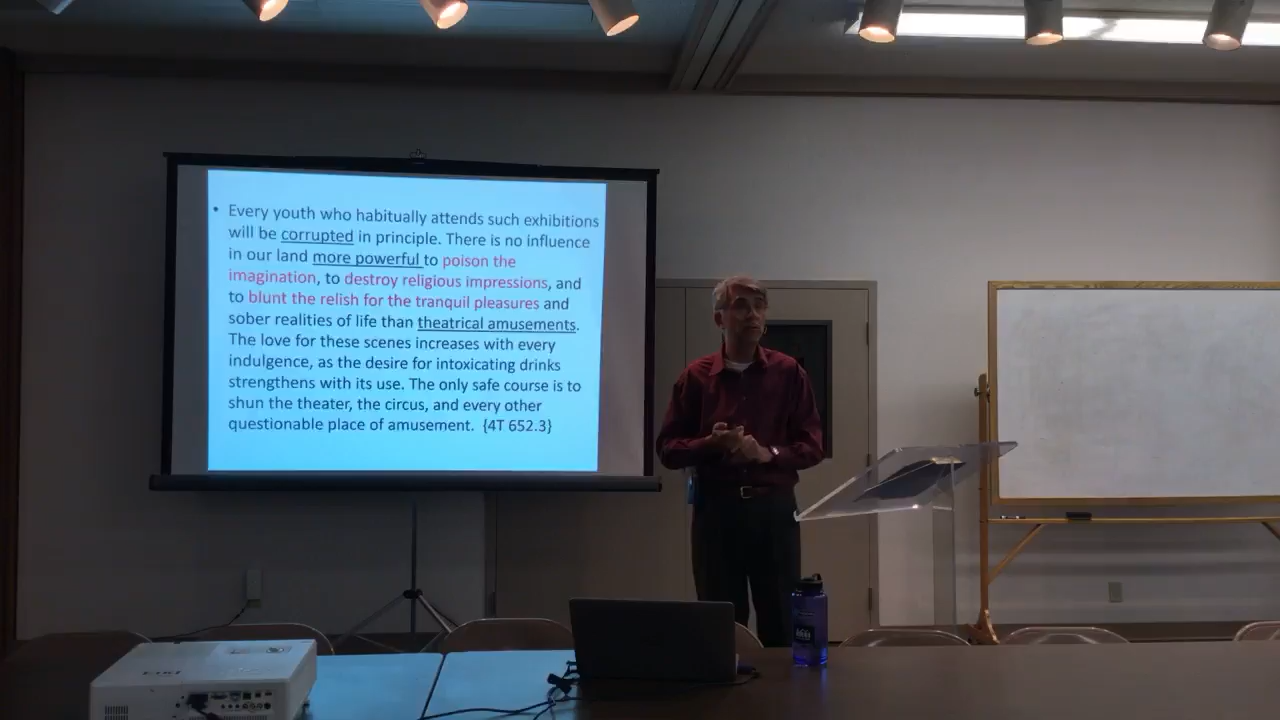 • Every youth who habitually attends such exhibitions
will be corrupted in principle. There is no influence
in our land more powerful to poison the
imagination, to destroy religious impressions, and
to blunt the relish for the tranquil pleasures and
sober realities of life than theatrical amusements.
The love for these scenes increases with every
indulgence, as the desire for intoxicating drinks
strengthens with its use. The only safe course is to
shun the theater, the circus, and every other
questionable place of amusement. {4T 652.3}